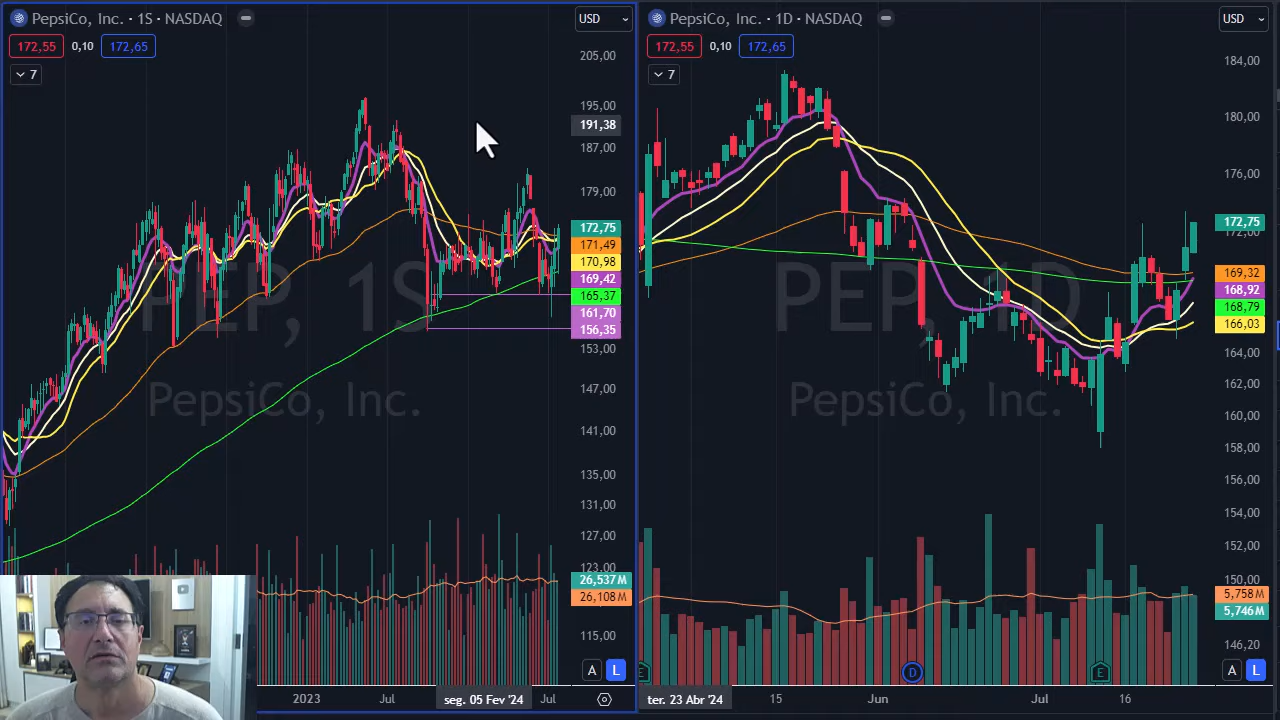 PepsiCo, Inc. · 1S · NASDAQ
USD
172,55 0,10 172,65
7
205,00
195,00
191,38
187,00
179,00
172,75
171,49
170,98
169,42
165,37
161,70
156,35
153,00
147,00
141,00
135,00
131,00
127,00
123,00
26,537M
26,108M
115,00
PEP, 1S
PepsiCo, Inc.
A L
2023 Jul seg. 05 Fev '24 Jul
PepsiCo, Inc. · 1D · NASDAQ
USD
172,55 0,10 172,65
7
184,00
180,00
176,00
172,75
172,00
169,32
168,92
168,79
166,03
164,00
162,00
160,00
158,00
156,00
154,00
152,00
150,00
5,758M
5,746M
146,20
PEP, 1D
PepsiCo, Inc.
E D E
A L
ter. 23 Abr '24 15 Jun Jul 16